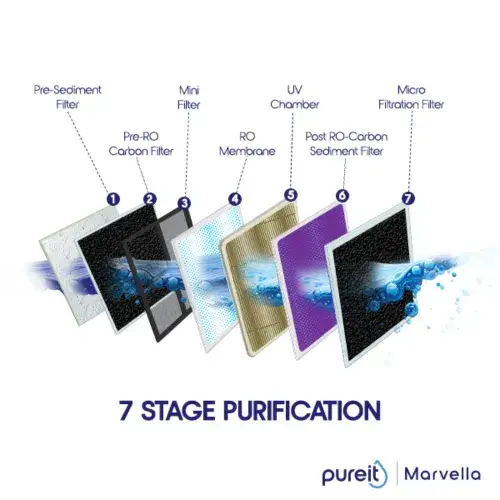 Pre-Sediment
Filter
Mini
Filter
UV
Chamber
Micro
Filtration Filter
Pre-RO
Carbon Filter
RO
Membrane
Post RO-Carbon
Sediment Filter
1
2
3
4
5
6
7
7 STAGE PURIFICATION
pureit
Marvella